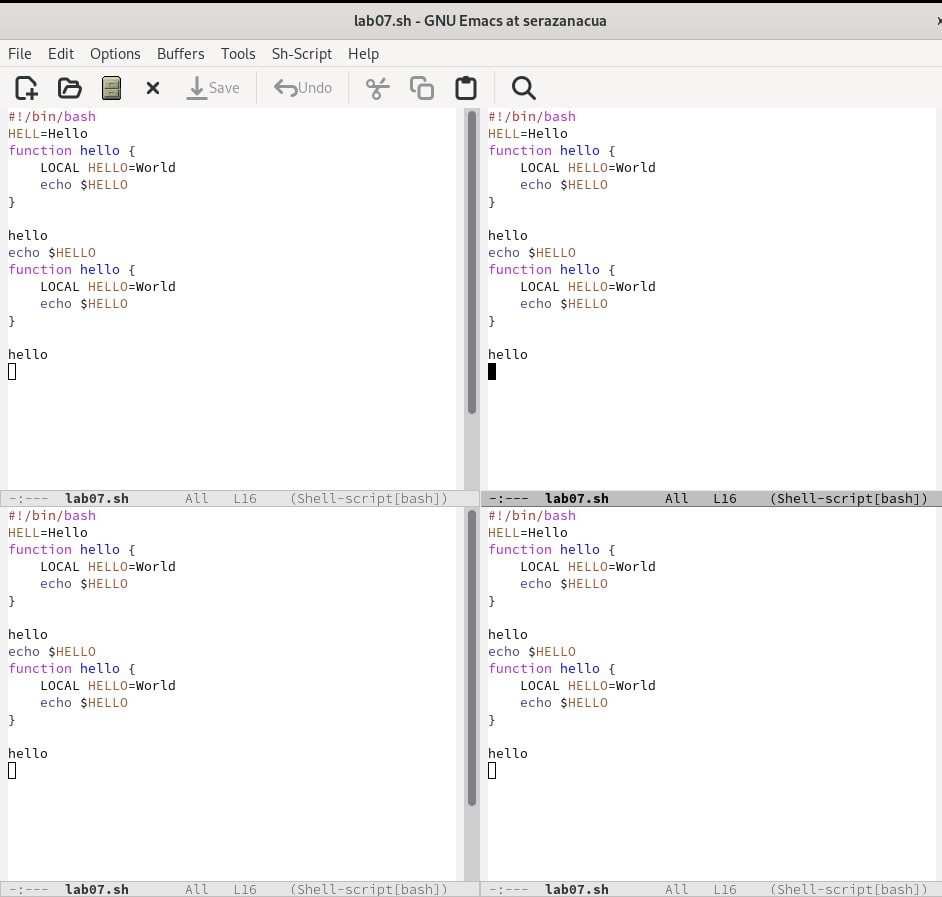 lab07.sh - GNU Emacs at serazanacua
File Edit Options Buffers Tools Sh-Script Help
Save Undo
#!/bin/bash
HELL=Hello
function hello {
    LOCAL HELLO=World
    echo $HELLO
}
hello
echo $HELLO
function hello {
    LOCAL HELLO=World
    echo $HELLO
}
hello
-:--- lab07.sh All L16 (Shell-script[bash])
#!/bin/bash
HELL=Hello
function hello {
    LOCAL HELLO=World
    echo $HELLO
}
hello
echo $HELLO
function hello {
    LOCAL HELLO=World
    echo $HELLO
}
hello
-:--- lab07.sh All L16 (Shell-script[bash])
#!/bin/bash
HELL=Hello
function hello {
    LOCAL HELLO=World
    echo $HELLO
}
hello
echo $HELLO
function hello {
    LOCAL HELLO=World
    echo $HELLO
}
hello
-:--- lab07.sh All L16 (Shell-script[bash])
#!/bin/bash
HELL=Hello
function hello {
    LOCAL HELLO=World
    echo $HELLO
}
hello
echo $HELLO
function hello {
    LOCAL HELLO=World
    echo $HELLO
}
hello
-:--- lab07.sh All L16 (Shell-script[bash])